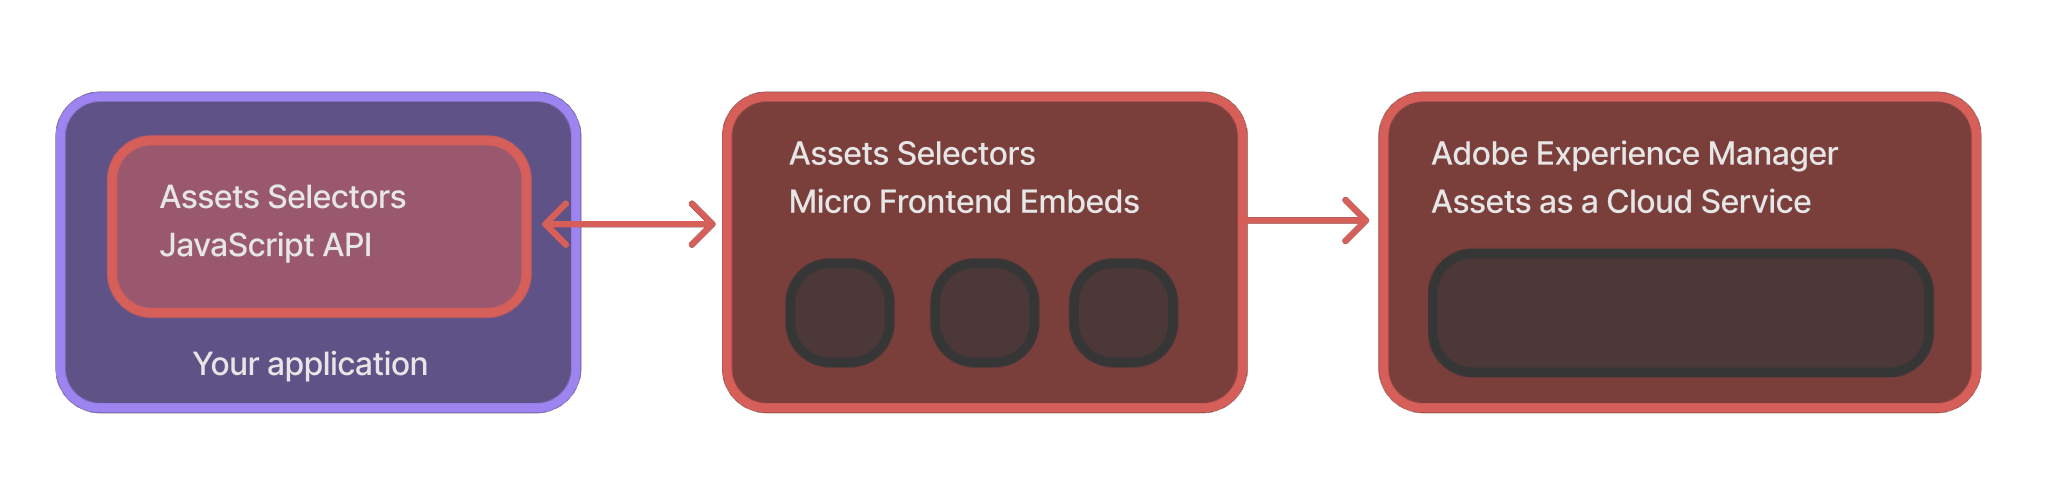 Assets Selectors
JavaScript API
Your application
Assets Selectors
Micro Frontend Embeds
Adobe Experience Manager
Assets as a Cloud Service